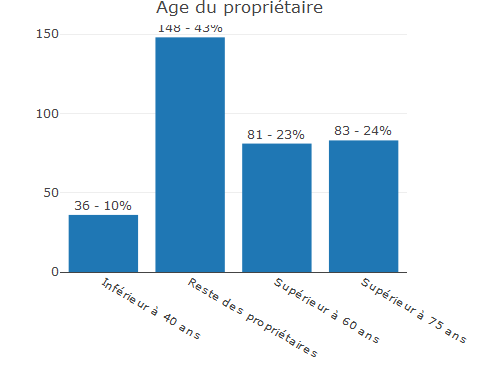 Age du propriétaire
150
100
50
0
36 - 10%
148 - 43%
81 - 23%
83 - 24%
Inférieur à 40 ans
Reste des propriétaires
Supérieur à 60 ans
Supérieur à 75 ans